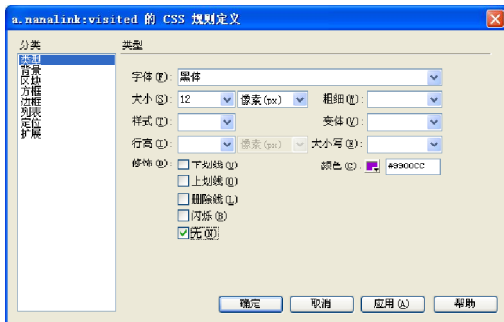 a.nanalink:visited 的 CSS 规则定义
分类
类型
类型
背景
区块
方框
边框
列表
定位
扩展
字体(F): 黑体
大小(S): 12 像素(px) 粗细(W):
样式(T): 变体(V):
行高(I): 像素(px) 大小写(R):
修饰(D): 下划线(U) 颜色(C): #9900CC
上划线(O)
删除线(L)
闪烁(B)
无(N)
确定 取消 应用(A) 帮助